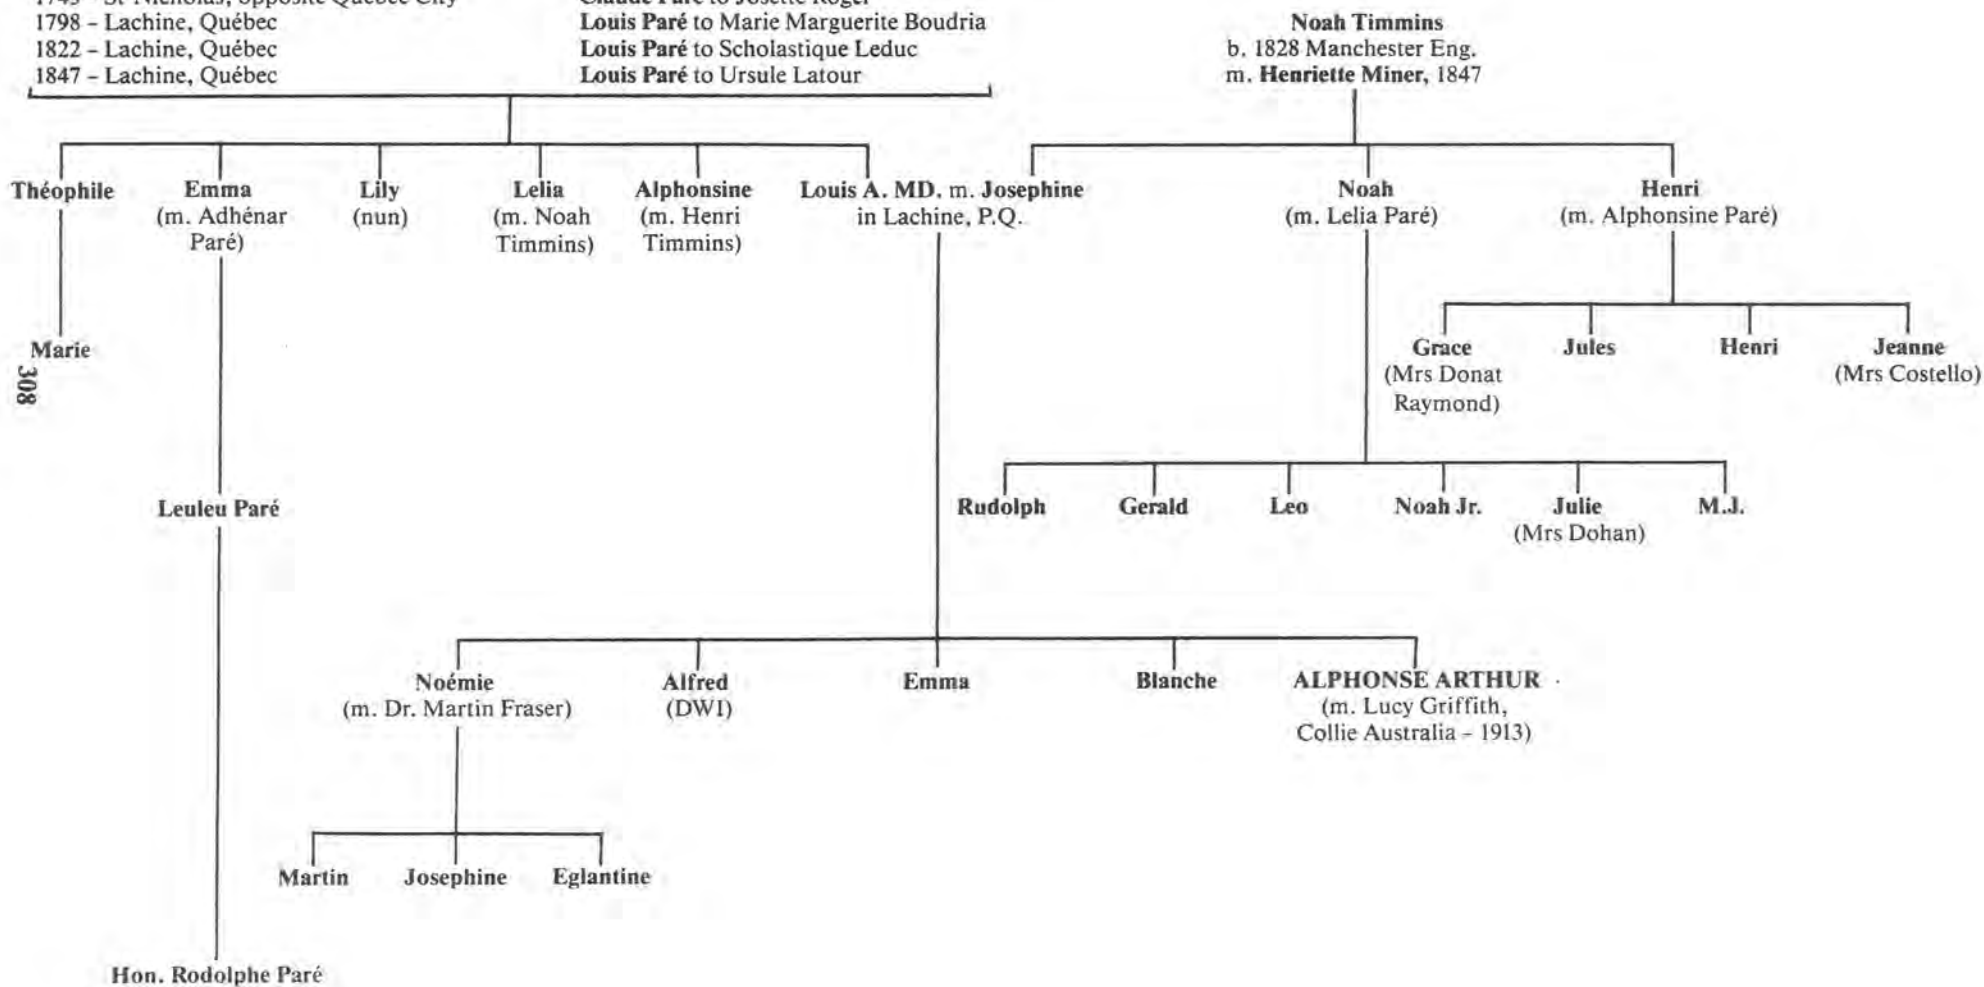 1798 – Lachine, Québec Louis Paré to Marie Marguerite Boudria
1822 – Lachine, Québec Louis Paré to Scholastique Leduc
1847 – Lachine, Québec Louis Paré to Ursule Latour
Noah Timmins
b. 1828 Manchester Eng.
m. Henriette Miner, 1847
Théophile
Emma
(m. Adhénar
Paré)
Lily
(nun)
Lelia
(m. Noah
Timmins)
Alphonsine
(m. Henri
Timmins)
Louis A. MD. m. Josephine
in Lachine, P.Q.
Noah
(m. Lelia Paré)
Henri
(m. Alphonsine Paré)
Marie
308
Grace
(Mrs Donat
Raymond)
Jules
Henri
Jeanne
(Mrs Costello)
Leuleu Paré
Rudolph
Gerald
Leo
Noah Jr.
Julie
(Mrs Dohan)
M.J.
Noémie
(m. Dr. Martin Fraser)
Alfred
(DWI)
Emma
Blanche
ALPHONSE ARTHUR
(m. Lucy Griffith,
Collie Australia – 1913)
Martin
Josephine
Eglantine
Hon. Rodolphe Paré